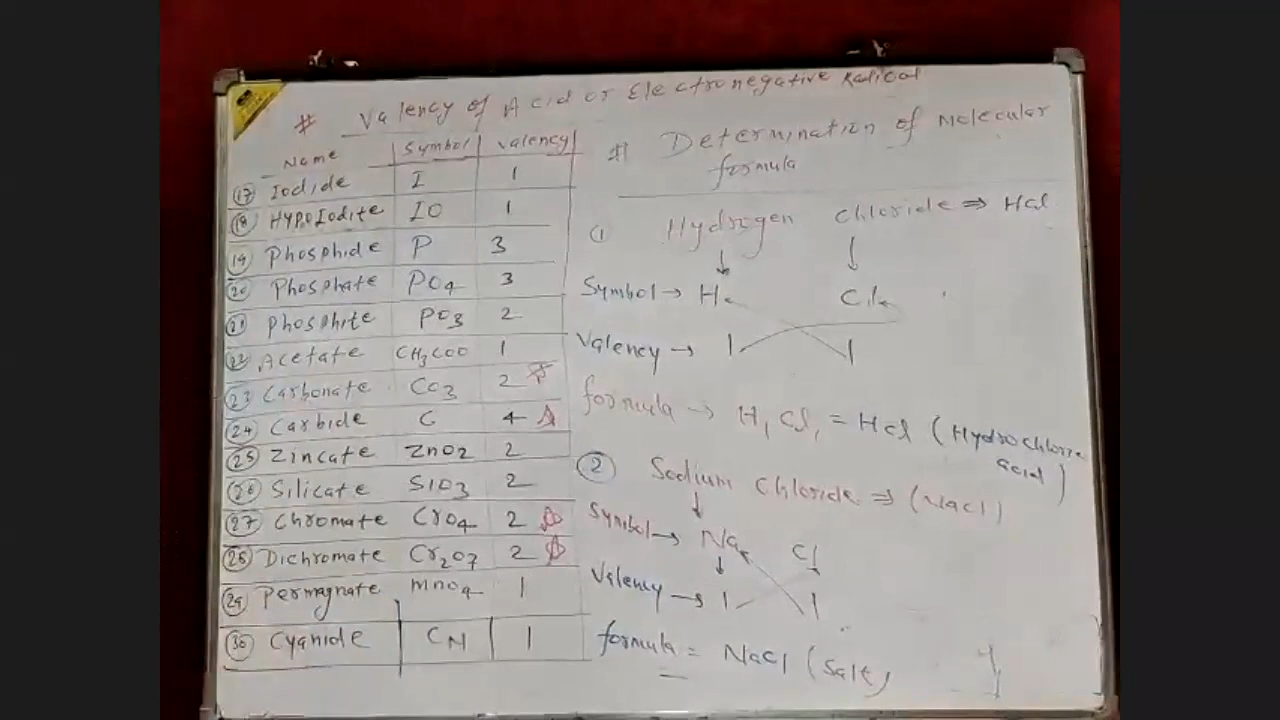 # Valency of Acid or Electronegative Radical
Name Symbol valency
17 Iodide I 1
18 HypoIodite IO 1
19 Phosphide P 3
20 Phosphate PO4 3
21 Phosphite PO3 2
22 Acetate CH3COO 1
23 Carbonate CO3 2
24 Carbide C 4
25 Zincate ZnO2 2
26 Silicate SiO3 2
27 Chromate CrO4 2
28 Dichromate Cr2O7 2
29 Permagnate MnO4 1
30 Cyanide CN 1
# Determination of Molecular
formula
① Hydrogen Chloride ⇒ HCl
Symbol → H Cl
Valency → 1 1
formula → H1 Cl1 = HCl (Hydrochloric
acid)
② Sodium Chloride ⇒ (NaCl)
Symbol → Na Cl
Valency → 1 1
formula = NaCl (Salt)